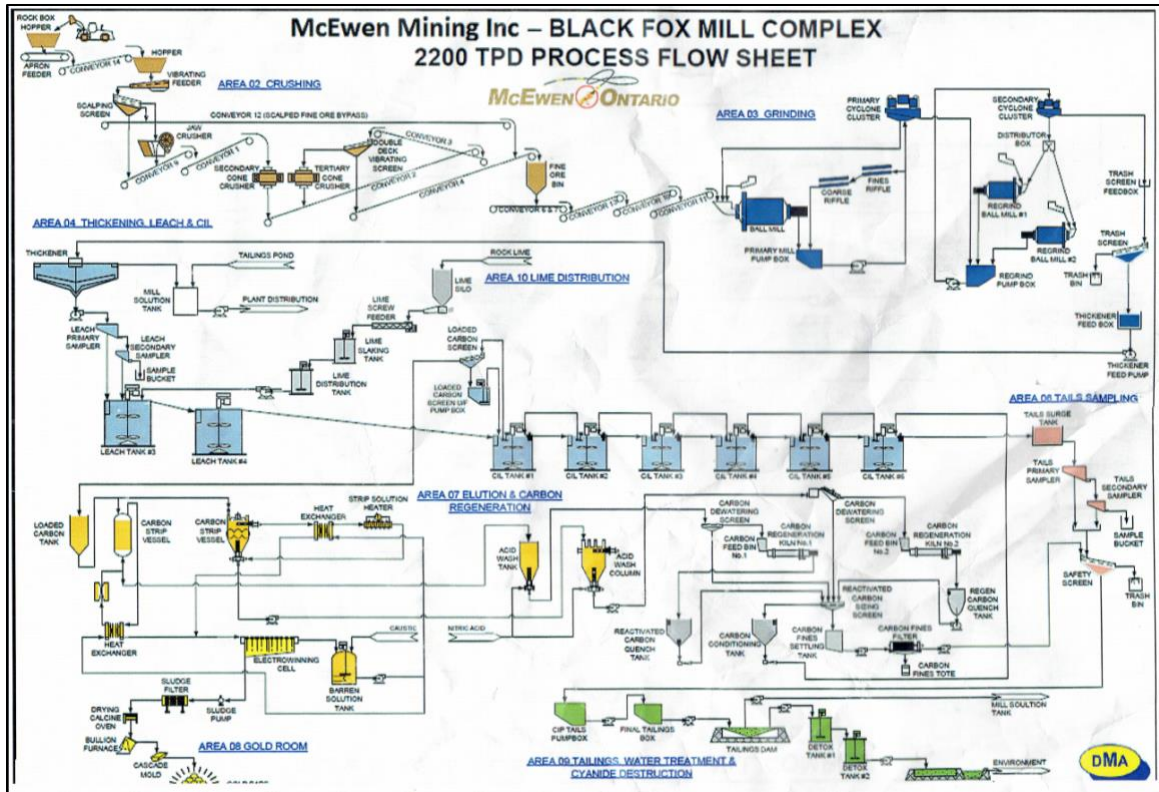 McEwen Mining Inc – BLACK FOX MILL COMPLEX
2200 TPD PROCESS FLOW SHEET
McEWEN ONTARIO
ROCK BOX
HOPPER
APRON
FEEDER
CONVEYOR 14
HOPPER
VIBRATING
FEEDER
AREA 02 CRUSHING
SCALPING
SCREEN
JAW
CRUSHER
CONVEYOR 12 (SCALPED FINE ORE BYPASS)
CONVEYOR 9
CONVEYOR 1
SECONDARY
CONE
CRUSHER
TERTIARY
CONE
CRUSHER
DOUBLE
DECK
VIBRATING
SCREEN
CONVEYOR 3
CONVEYOR 2
CONVEYOR 4
FINE
ORE
BIN
CONVEYOR 6 & 7
CONVEYOR 13
CONVEYOR 10
CONVEYOR 11
AREA 03 GRINDING
PRIMARY
CYCLONE
CLUSTER
SECONDARY
CYCLONE
CLUSTER
DISTRIBUTOR
BOX
COARSE
RIFFLE
FINES
RIFFLE
BALL MILL
PRIMARY MILL
PUMP BOX
REGRIND
BALL MILL #1
REGRIND
BALL MILL #2
REGRIND
PUMP BOX
TRASH
SCREEN
FEEDBOX
TRASH
SCREEN
TRASH
BIN
THICKENER
FEED BOX
THICKENER
FEED PUMP
AREA 04 THICKENING, LEACH & CIL
THICKENER
TAILINGS POND
MILL
SOLUTION
TANK
PLANT DISTRIBUTION
LEACH
PRIMARY
SAMPLER
LEACH
SECONDARY
SAMPLER
SAMPLE
BUCKET
LEACH TANK #3
LEACH TANK #4
AREA 10 LIME DISTRIBUTION
ROCK LIME
LIME
SILO
LIME
SCREW
FEEDER
LIME
SLAKING
TANK
LIME
DISTRIBUTION
TANK
LOADED
CARBON
SCREEN
LOADED
CARBON
SCREEN U/F
PUMP BOX
CIL TANK #1
CIL TANK #2
CIL TANK #3
CIL TANK #4
CIL TANK #5
CIL TANK #6
AREA 06 TAILS SAMPLING
TAILS SURGE
TANK
TAILS
PRIMARY
SAMPLER
TAILS
SECONDARY
SAMPLER
SAMPLE
BUCKET
SAFETY
SCREEN
TRASH
BIN
AREA 07 ELUTION & CARBON
REGENERATION
LOADED
CARBON
TANK
CARBON
STRIP
VESSEL
CARBON
STRIP
VESSEL
HEAT
EXCHANGER
STRIP SOLUTION
HEATER
ACID
WASH
TANK
ACID
WASH
COLUMN
HEAT
EXCHANGER
ELECTROWINNING
CELL
CAUSTIC
NITRIC ACID
BARREN
SOLUTION
TANK
CARBON
DEWATERING
SCREEN
CARBON
DEWATERING
SCREEN
CARBON
FEED BIN
No.1
CARBON
REGENERATION
KILN No.1
CARBON
FEED BIN
No.2
CARBON
REGENERATION
KILN No.2
REACTIVATED
CARBON
SIZING
SCREEN
REGEN
CARBON
QUENCH
TANK
REACTIVATED
CARBON
QUENCH
TANK
CARBON
CONDITIONING
TANK
CARBON
FINES
SETTLING
TANK
CARBON FINES
FILTER
CARBON
FINES TOTE
SLUDGE
FILTER
SLUDGE
PUMP
DRYING
CALCINE
OVEN
BULLION
FURNACE
CASCADE
MOLD
AREA 08 GOLD ROOM
CIP TAILS
PUMPBOX
FINAL TAILINGS
BOX
TAILINGS DAM
DETOX
TANK #1
DETOX
TANK #2
MILL SOULTION
TANK
ENVIRONMENT
AREA 09 TAILINGS, WATER TREATMENT &
CYANIDE DESTRUCTION
DMA